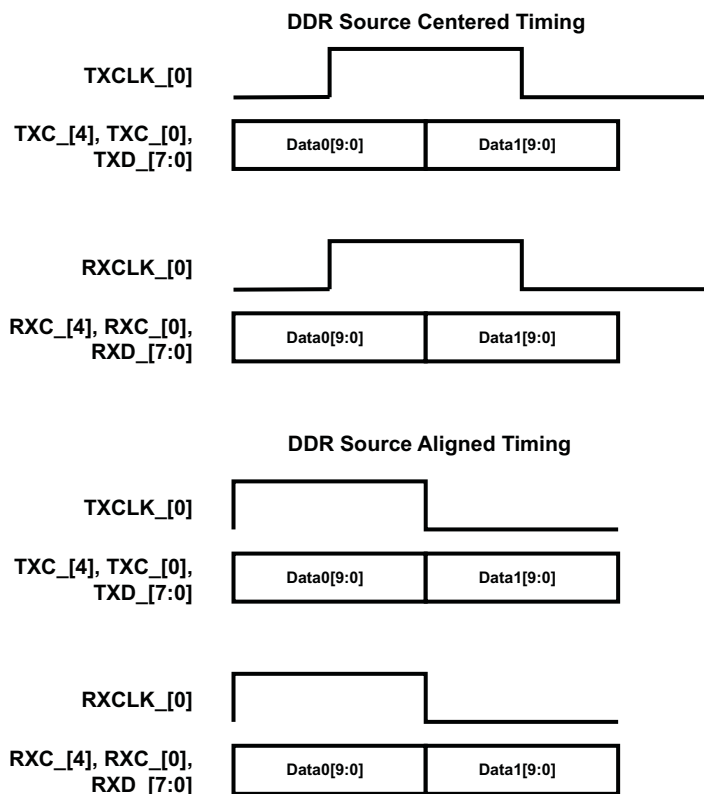 DDR Source Centered Timing
TXCLK_[0]
TXC_[4], TXC_[0],
TXD_[7:0]
Data0[9:0]
Data1[9:0]
RXCLK_[0]
RXC_[4], RXC_[0],
RXD_[7:0]
Data0[9:0]
Data1[9:0]
DDR Source Aligned Timing
TXCLK_[0]
TXC_[4], TXC_[0],
TXD_[7:0]
Data0[9:0]
Data1[9:0]
RXCLK_[0]
RXC_[4], RXC_[0],
RXD_[7:0]
Data0[9:0]
Data1[9:0]